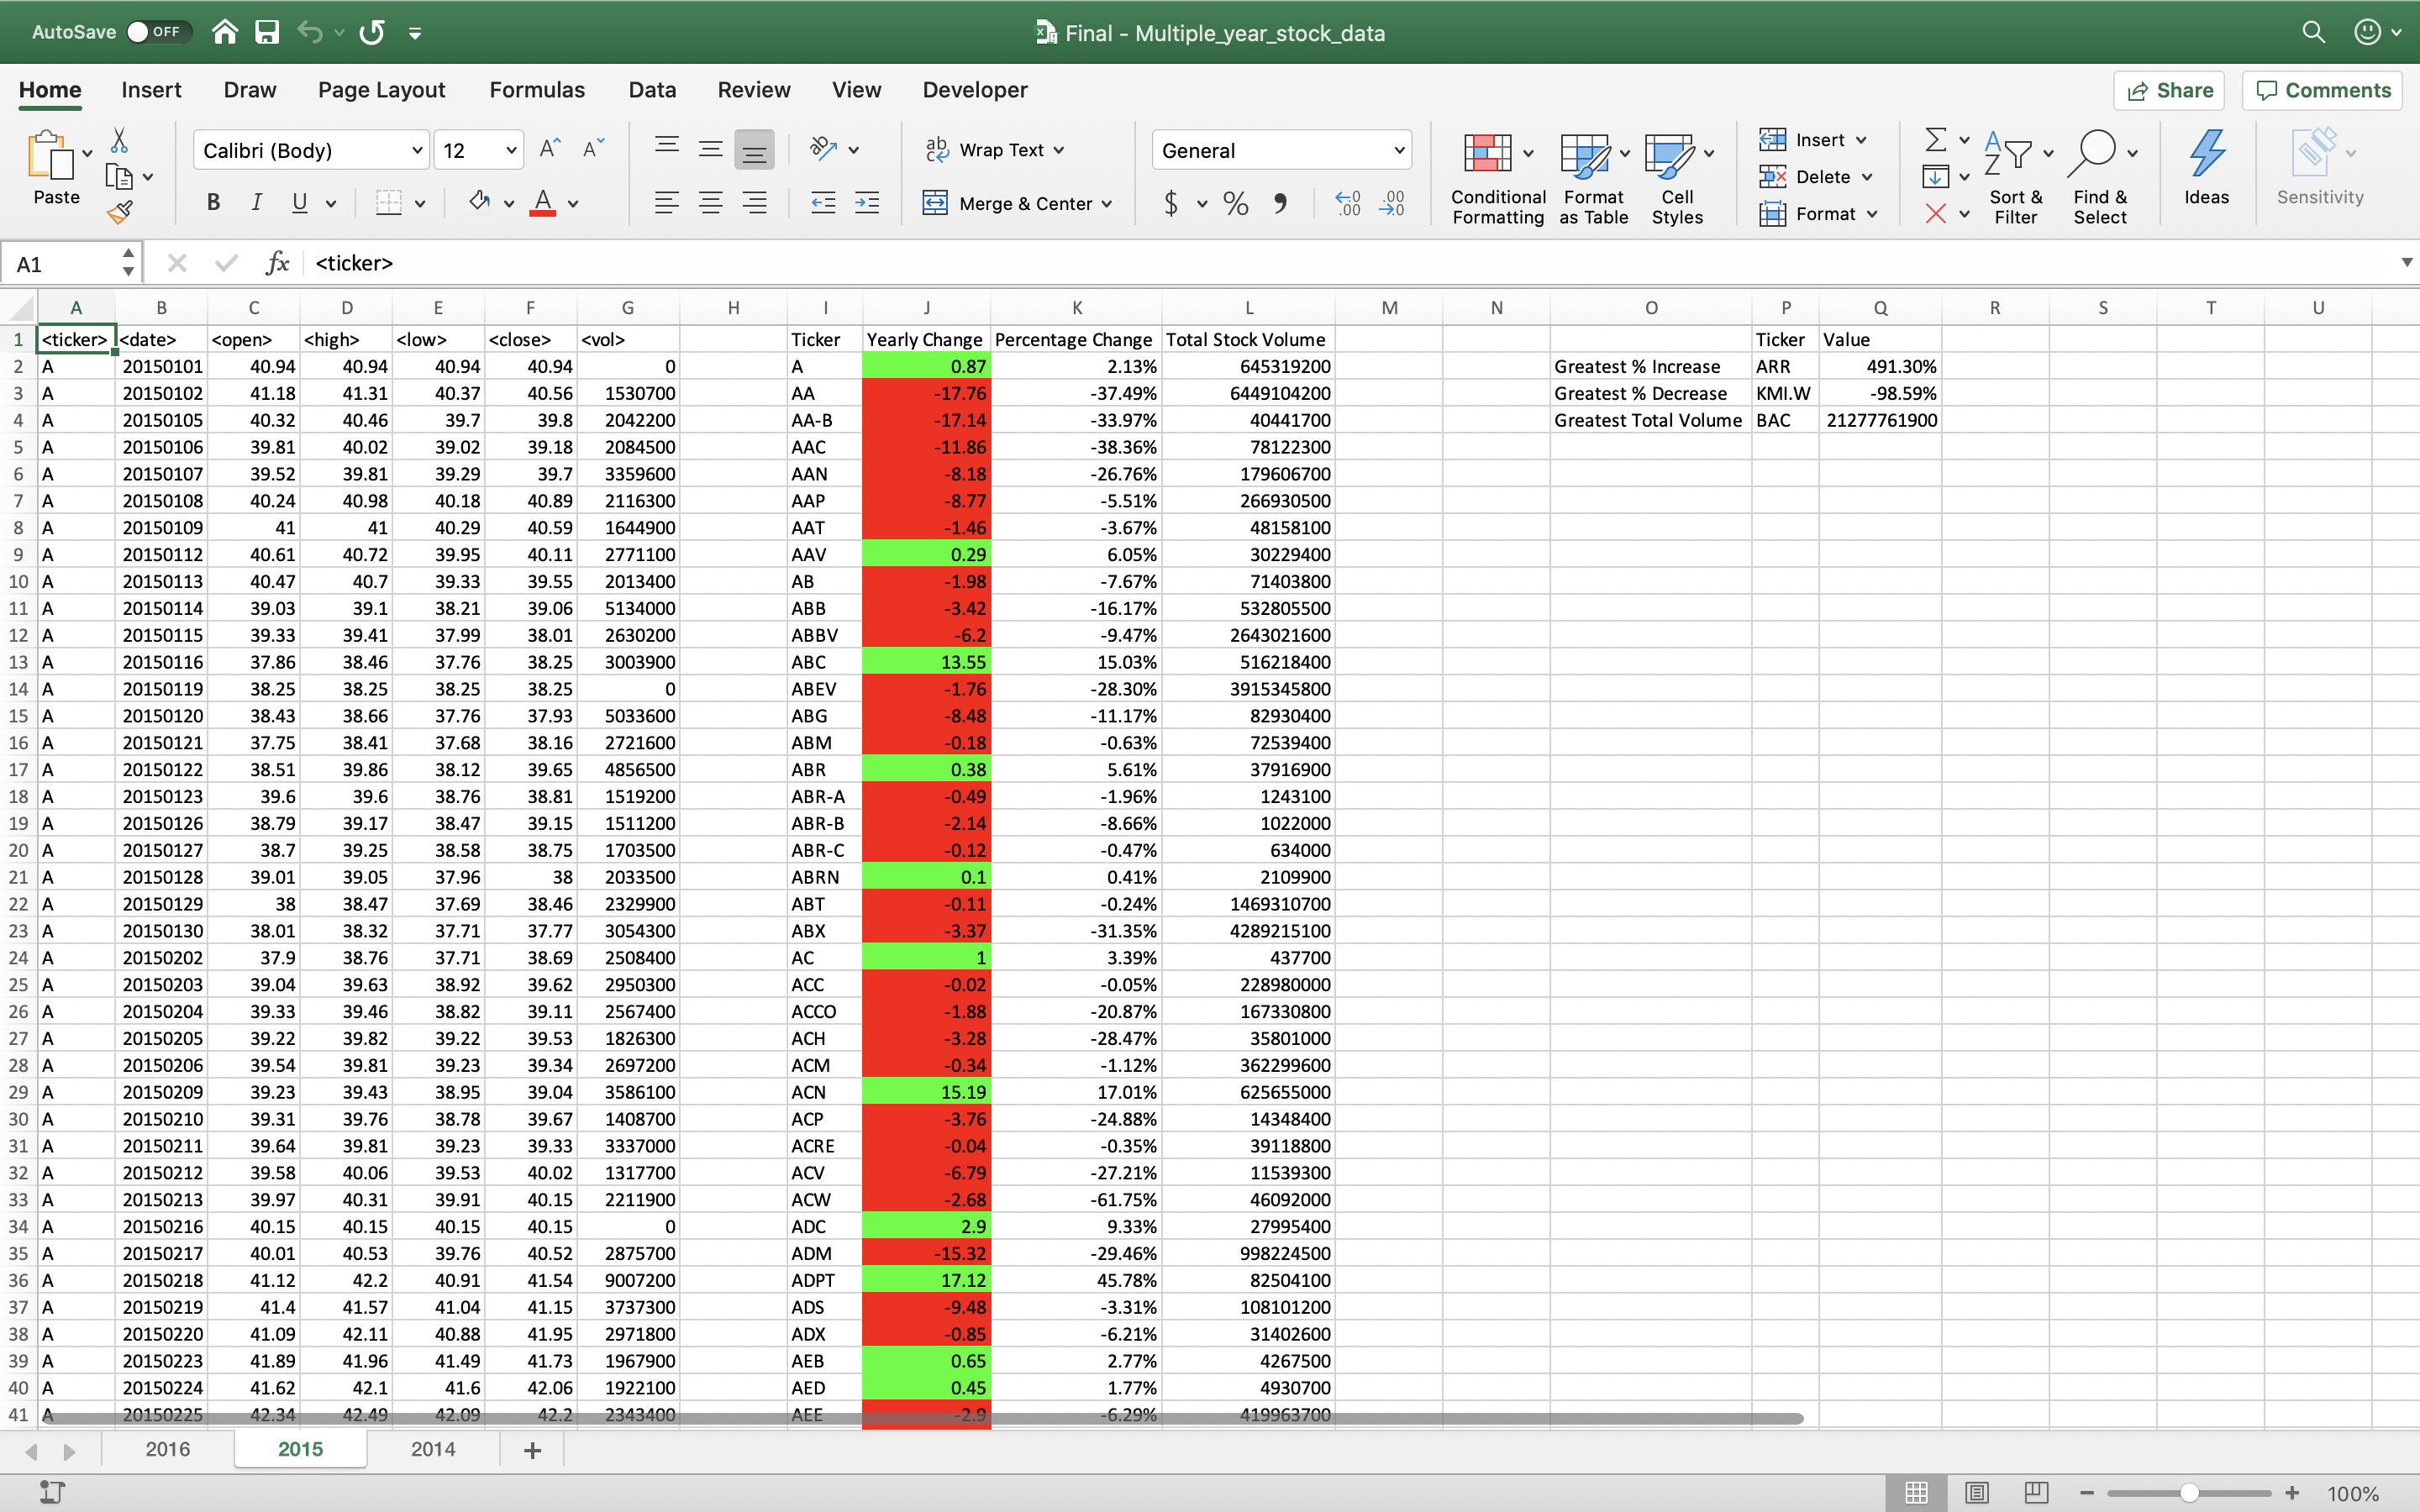 AutoSave OFF Final - Multiple_year_stock_data
Home Insert Draw Page Layout Formulas Data Review View Developer Share Comments
Paste Calibri (Body) 12 A^ A B I U A ab Wrap Text Merge & Center General $ % , .00 .00 Conditional Formatting Format as Table Cell Styles Insert Delete Format Sort & Filter Find & Select Ideas Sensitivity
A1 fx <ticker>
A B C D E F G H I J K L M N O P Q R S T U
1 <ticker> <date> <open> <high> <low> <close> <vol> Ticker Yearly Change Percentage Change Total Stock Volume Ticker Value
2 A 20150101 40.94 40.94 40.94 40.94 0 A 0.87 2.13% 645319200 Greatest % Increase ARR 491.30%
3 A 20150102 41.18 41.31 40.37 40.56 1530700 AA -17.76 -37.49% 6449104200 Greatest % Decrease KMI.W -98.59%
4 A 20150105 40.32 40.46 39.7 39.8 2042200 AA-B -17.14 -33.97% 40441700 Greatest Total Volume BAC 21277761900
5 A 20150106 39.81 40.02 39.02 39.18 2084500 AAC -11.86 -38.36% 78122300
6 A 20150107 39.52 39.81 39.29 39.7 3359600 AAN -8.18 -26.76% 179606700
7 A 20150108 40.24 40.98 40.18 40.89 2116300 AAP -8.77 -5.51% 266930500
8 A 20150109 41 41 40.29 40.59 1644900 AAT -1.46 -3.67% 48158100
9 A 20150112 40.61 40.72 39.95 40.11 2771100 AAV 0.29 6.05% 30229400
10 A 20150113 40.47 40.7 39.33 39.55 2013400 AB -1.98 -7.67% 71403800
11 A 20150114 39.03 39.1 38.21 39.06 5134000 ABB -3.42 -16.17% 532805500
12 A 20150115 39.33 39.41 37.99 38.01 2630200 ABBV -6.2 -9.47% 2643021600
13 A 20150116 37.86 38.46 37.76 38.25 3003900 ABC 13.55 15.03% 516218400
14 A 20150119 38.25 38.25 38.25 38.25 0 ABEV -1.76 -28.30% 3915345800
15 A 20150120 38.43 38.66 37.76 37.93 5033600 ABG -8.48 -11.17% 82930400
16 A 20150121 37.75 38.41 37.68 38.16 2721600 ABM -0.18 -0.63% 72539400
17 A 20150122 38.51 39.86 38.12 39.65 4856500 ABR 0.38 5.61% 37916900
18 A 20150123 39.6 39.6 38.76 38.81 1519200 ABR-A -0.49 -1.96% 1243100
19 A 20150126 38.79 39.17 38.47 39.15 1511200 ABR-B -2.14 -8.66% 1022000
20 A 20150127 38.7 39.25 38.58 38.75 1703500 ABR-C -0.12 -0.47% 634000
21 A 20150128 39.01 39.05 37.96 38 2033500 ABRN 0.1 0.41% 2109900
22 A 20150129 38 38.47 37.69 38.46 2329900 ABT -0.11 -0.24% 1469310700
23 A 20150130 38.01 38.32 37.71 37.77 3054300 ABX -3.37 -31.35% 4289215100
24 A 20150202 37.9 38.76 37.71 38.69 2508400 AC 1 3.39% 437700
25 A 20150203 39.04 39.63 38.92 39.62 2950300 ACC -0.02 -0.05% 228980000
26 A 20150204 39.33 39.46 38.82 39.11 2567400 ACCO -1.88 -20.87% 167330800
27 A 20150205 39.22 39.82 39.22 39.53 1826300 ACH -3.28 -28.47% 35801000
28 A 20150206 39.54 39.81 39.23 39.34 2697200 ACM -0.34 -1.12% 362299600
29 A 20150209 39.23 39.43 38.95 39.04 3586100 ACN 15.19 17.01% 625655000
30 A 20150210 39.31 39.76 38.78 39.67 1408700 ACP -3.76 -24.88% 14348400
31 A 20150211 39.64 39.81 39.23 39.33 3337000 ACRE -0.04 -0.35% 39118800
32 A 20150212 39.58 40.06 39.53 40.02 1317700 ACV -6.79 -27.21% 11539300
33 A 20150213 39.97 40.31 39.91 40.15 2211900 ACW -2.68 -61.75% 46092000
34 A 20150216 40.15 40.15 40.15 40.15 0 ADC 2.9 9.33% 27995400
35 A 20150217 40.01 40.53 39.76 40.52 2875700 ADM -15.32 -29.46% 998224500
36 A 20150218 41.12 42.2 40.91 41.54 9007200 ADPT 17.12 45.78% 82504100
37 A 20150219 41.4 41.57 41.04 41.15 3737300 ADS -9.48 -3.31% 108101200
38 A 20150220 41.09 42.11 40.88 41.95 2971800 ADX -0.85 -6.21% 31402600
39 A 20150223 41.89 41.96 41.49 41.73 1967900 AEB 0.65 2.77% 4267500
40 A 20150224 41.62 42.1 41.6 42.06 1922100 AED 0.45 1.77% 4930700
41 A 20150225 42.34 42.49 42.09 42.2 2343400 AEE -2.9 -6.29% 419963700
2016 2015 2014 +
100%